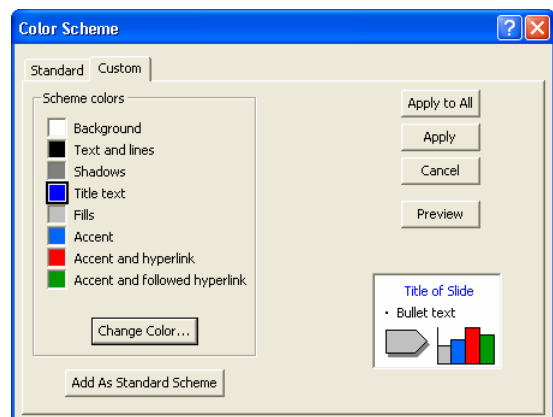 Color Scheme
Standard
Custom
Scheme colors
Background
Text and lines
Shadows
Title text
Fills
Accent
Accent and hyperlink
Accent and followed hyperlink
Change Color...
Add As Standard Scheme
Apply to All
Apply
Cancel
Preview
Title of Slide
• Bullet text